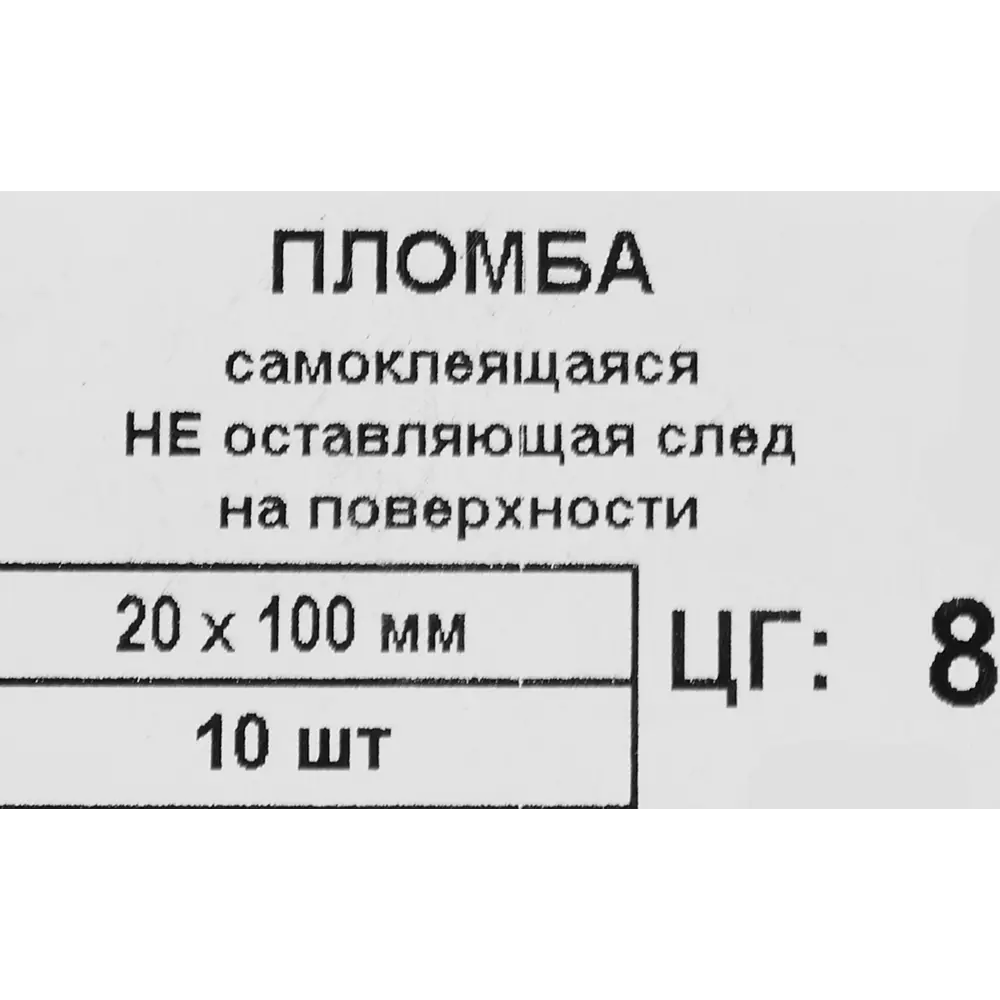 ПЛОМБА
самоклеящаяся
НЕ оставляющая след
на поверхности
20 х 100 мм
10 шт
ЦГ: 8